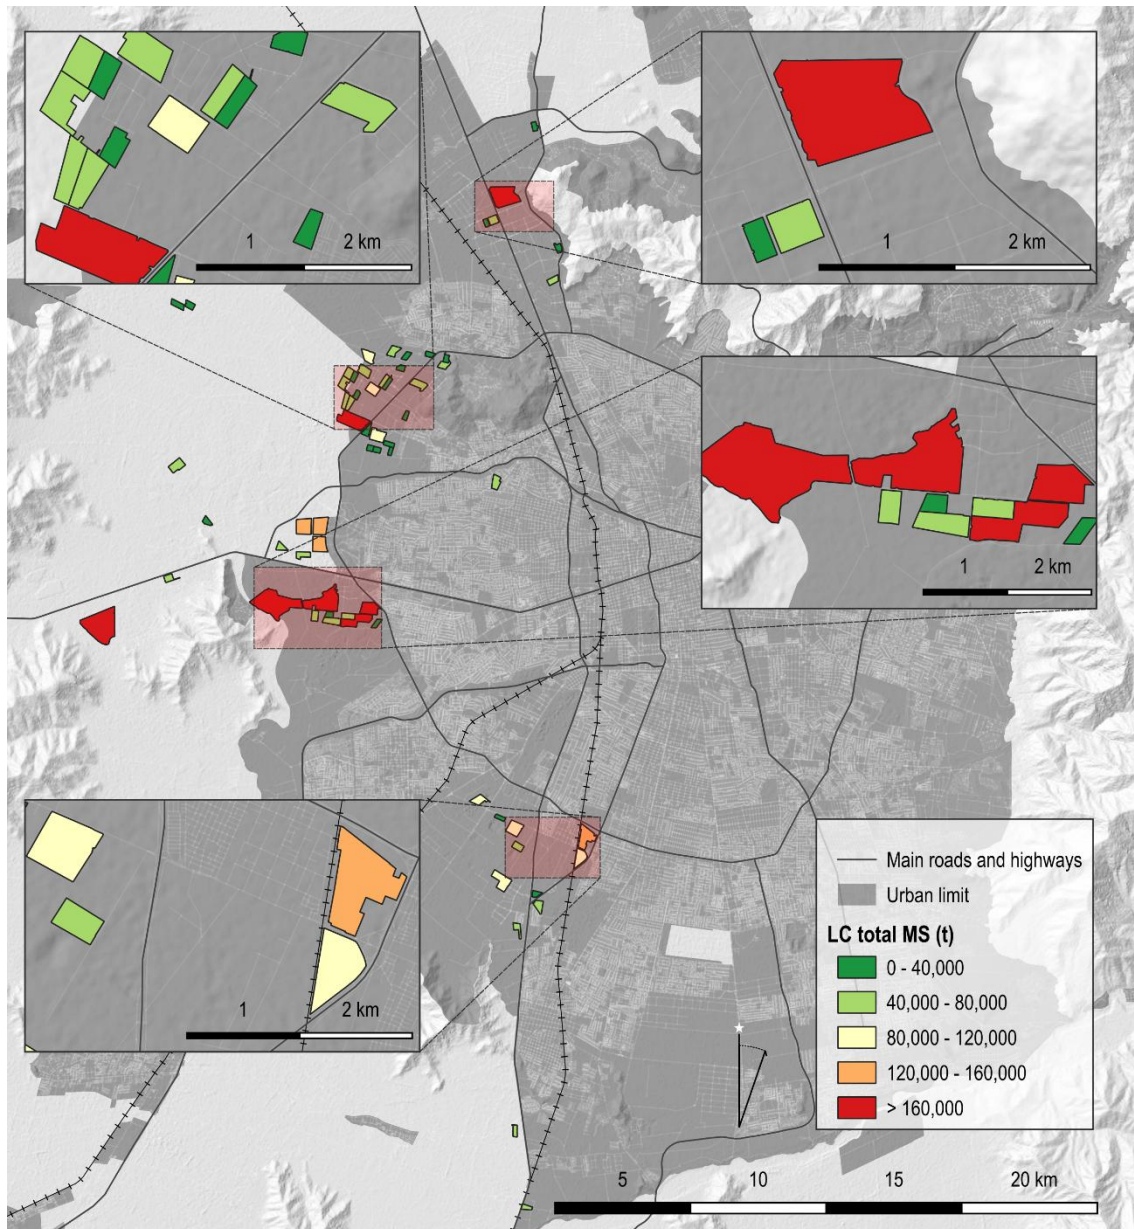 1
2 km
1
2 km
1
2 km
1
2 km
Main roads and highways
Urban limit
LC total MS (t)
0 - 40,000
40,000 - 80,000
80,000 - 120,000
120,000 - 160,000
> 160,000
5
10
15
20 km